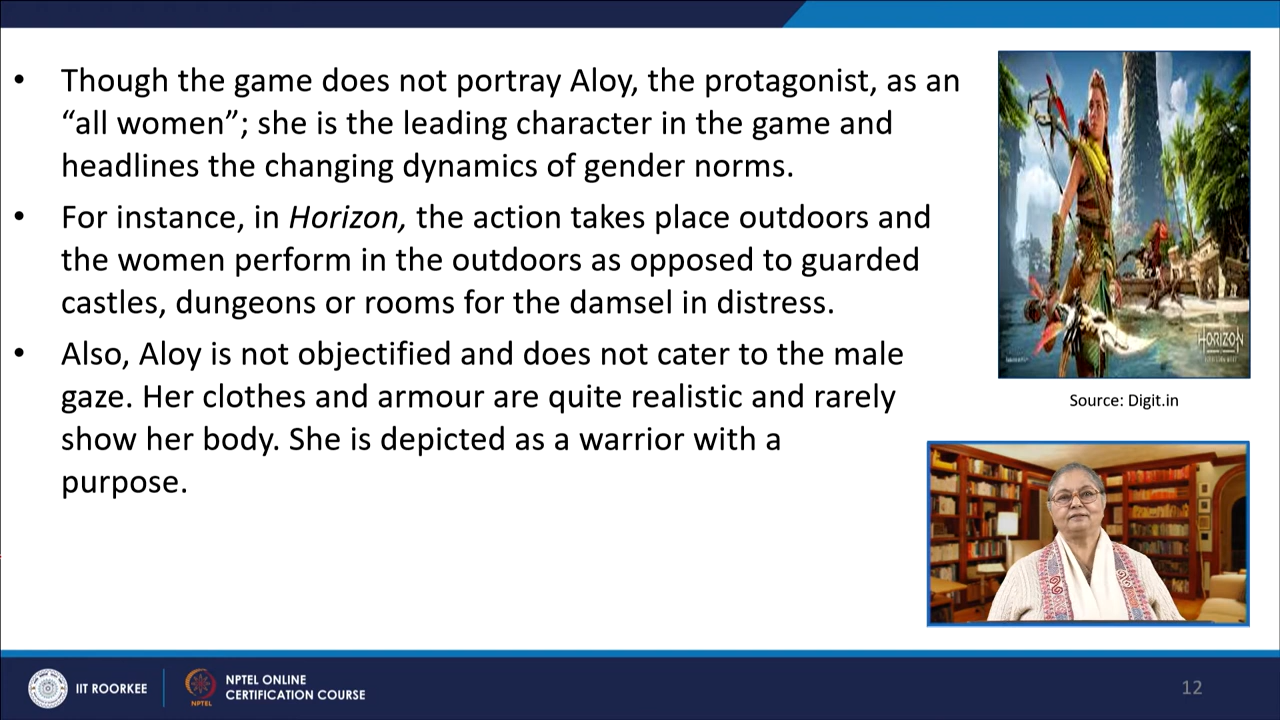 • Though the game does not portray Aloy, the protagonist, as an
“all women”; she is the leading character in the game and
headlines the changing dynamics of gender norms.
• For instance, in Horizon, the action takes place outdoors and
the women perform in the outdoors as opposed to guarded
castles, dungeons or rooms for the damsel in distress.
• Also, Aloy is not objectified and does not cater to the male
gaze. Her clothes and armour are quite realistic and rarely
show her body. She is depicted as a warrior with a
purpose.
HORIZON
Source: Digit.in
IIT ROORKEE
NPTEL
NPTEL ONLINE
CERTIFICATION COURSE
12